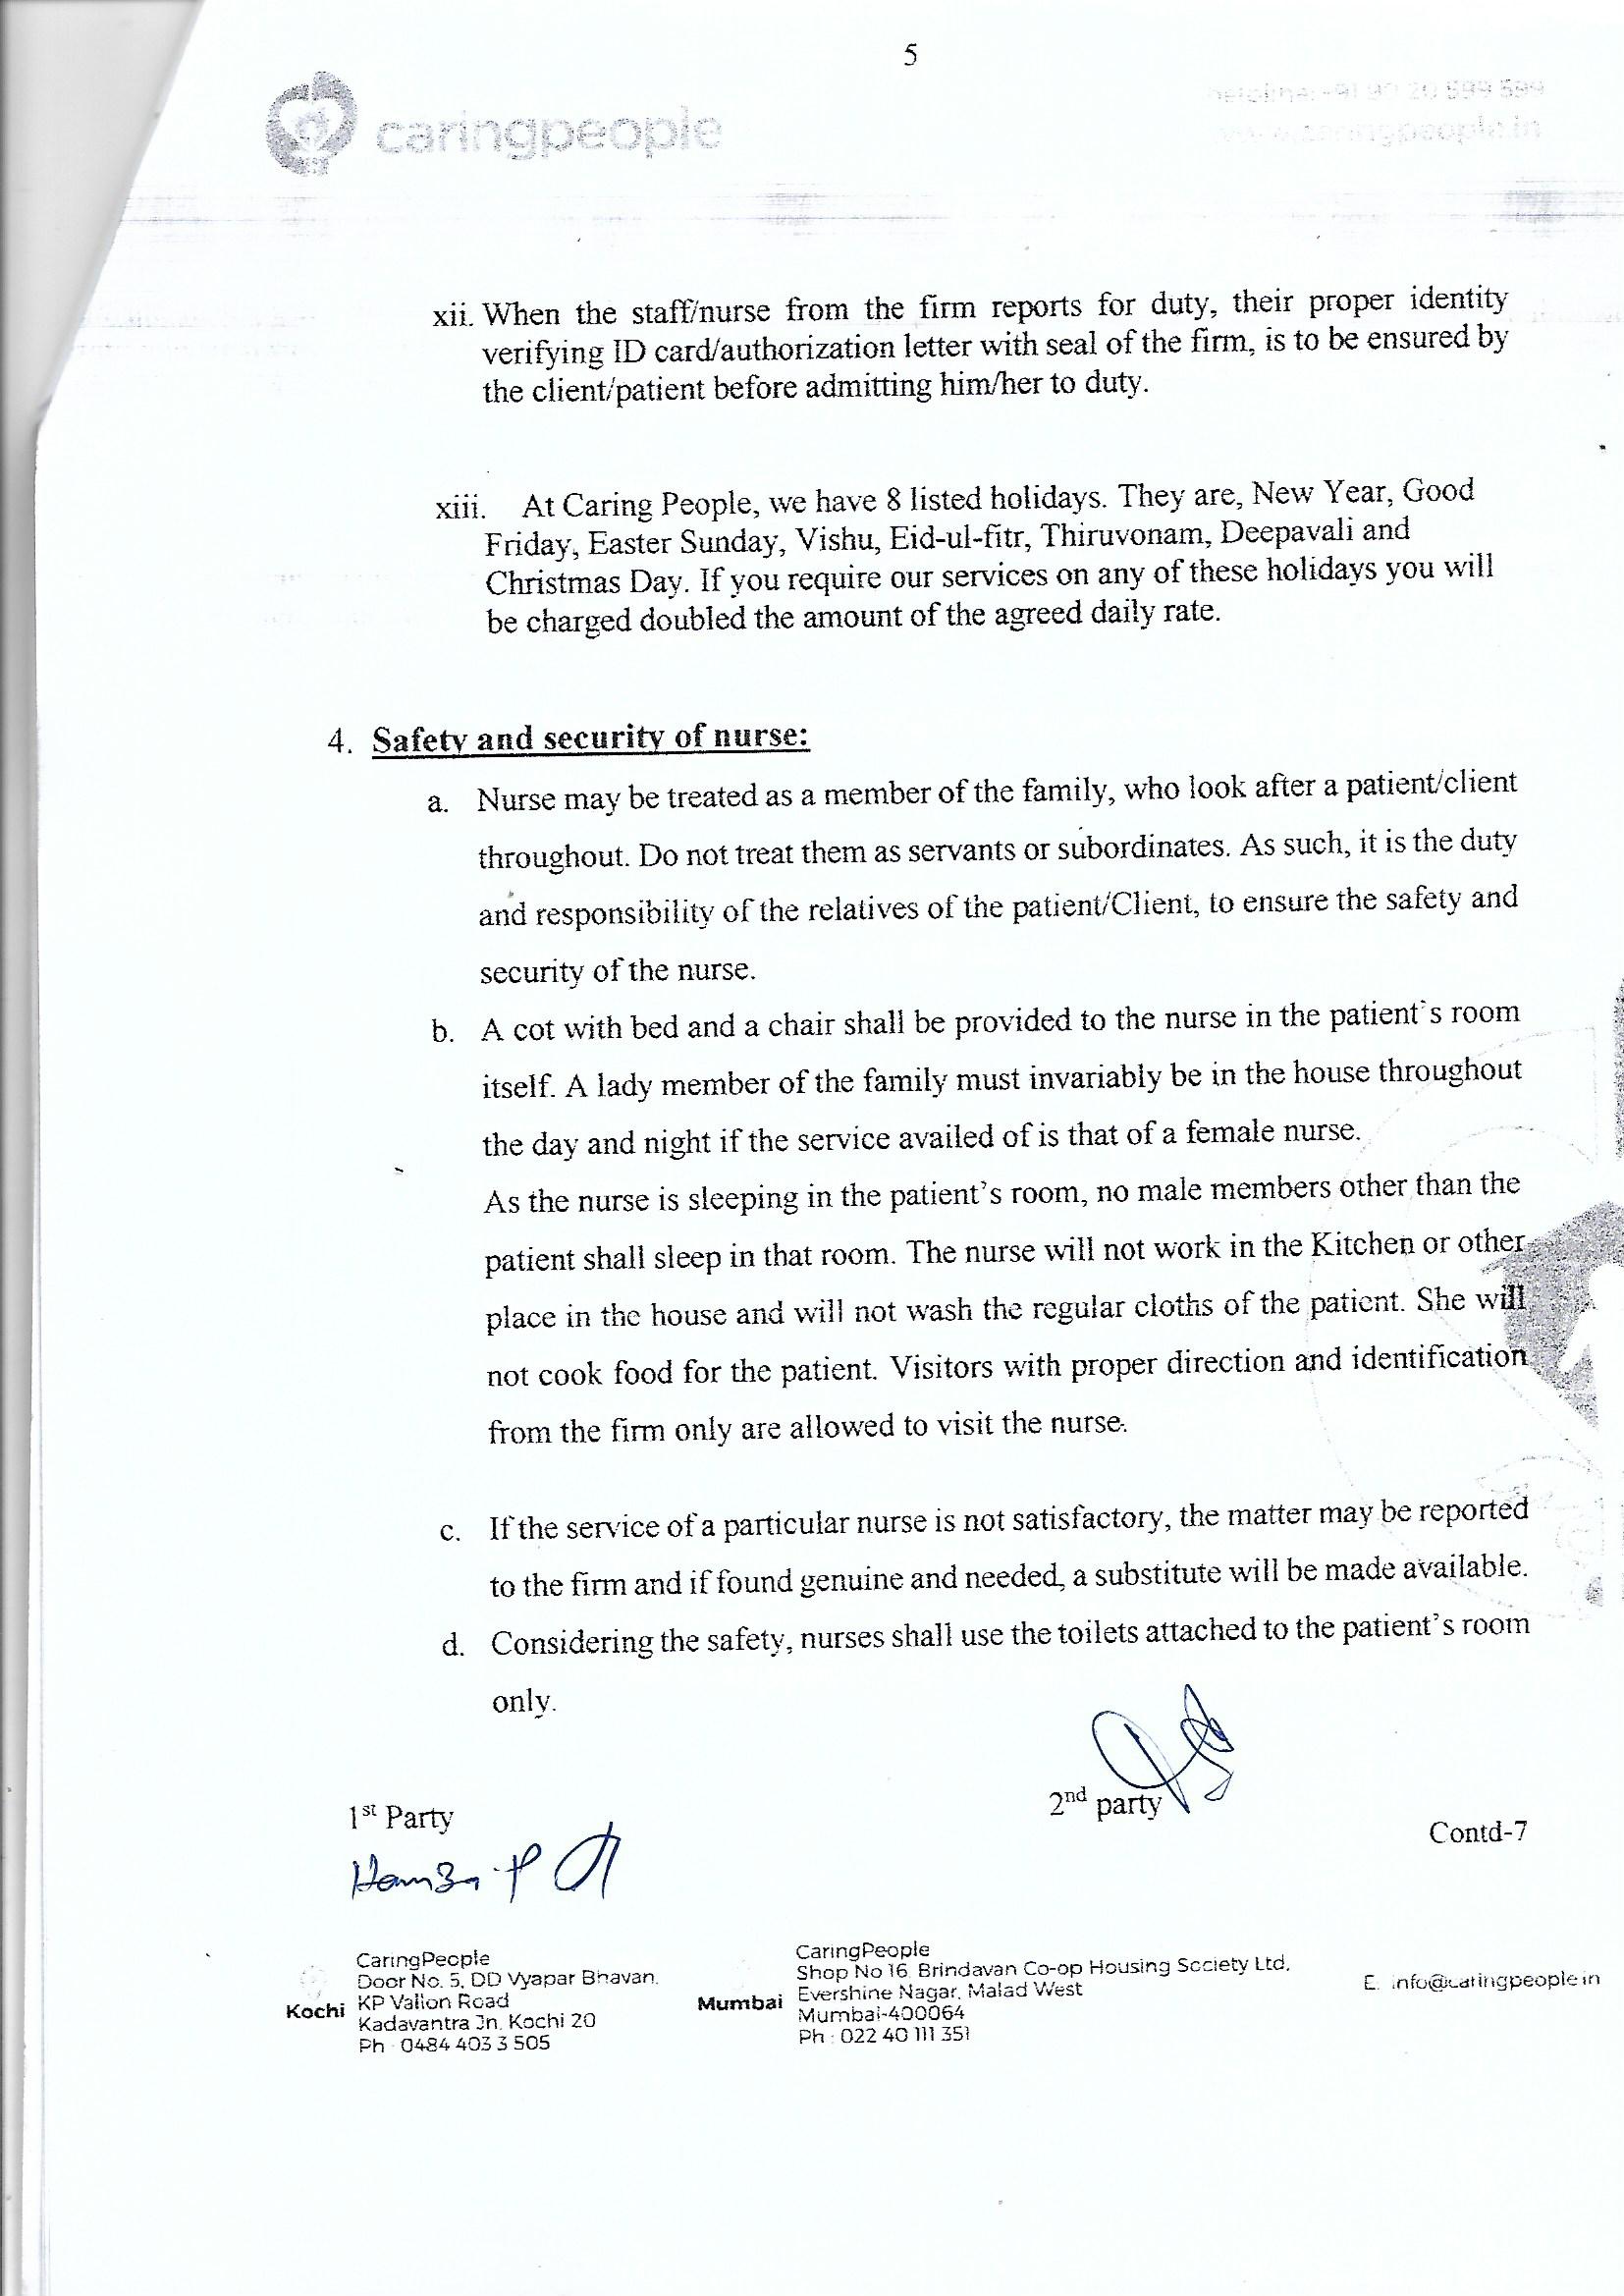 5
caringpeople
xii. When the staff/nurse from the firm reports for duty, their proper identity
verifying ID card/authorization letter with seal of the firm, is to be ensured by
the client/patient before admitting him/her to duty.
xiii. At Caring People, we have 8 listed holidays. They are, New Year, Good
Friday, Easter Sunday, Vishu, Eid-ul-fitr, Thiruvonam, Deepavali and
Christmas Day. If you require our services on any of these holidays you will
be charged doubled the amount of the agreed daily rate.
4. Safety and security of nurse:
a. Nurse may be treated as a member of the family, who look after a patient/client
throughout. Do not treat them as servants or subordinates. As such, it is the duty
and responsibility of the relatives of the patient/Client, to ensure the safety and
security of the nurse.
b. A cot with bed and a chair shall be provided to the nurse in the patient's room
itself. A lady member of the family must invariably be in the house throughout
the day and night if the service availed of is that of a female nurse.
As the nurse is sleeping in the patient's room, no male members other than the
patient shall sleep in that room. The nurse will not work in the Kitchen or other
place in the house and will not wash the regular cloths of the patient. She will
not cook food for the patient. Visitors with proper direction and identification
from the firm only are allowed to visit the nurse.
c. If the service of a particular nurse is not satisfactory, the matter may be reported
to the firm and if found genuine and needed, a substitute will be made available.
d. Considering the safety, nurses shall use the toilets attached to the patient's room
only.
1st Party
2nd party
Contd-7
Hamza
CaringPeople
Door No. 5, DD Vyapar Bhavan,
Kochi KP Vallon Road
Kadavantra Jn. Kochi 20
Ph : 0484 403 3 505
CaringPeople
Shop No 16 Brindavan Co-op Housing Society Ltd,
Mumbai Evershine Nagar, Malad West
Mumbai-400064
Ph : 022 40 111 351
E. info@caringpeople.in